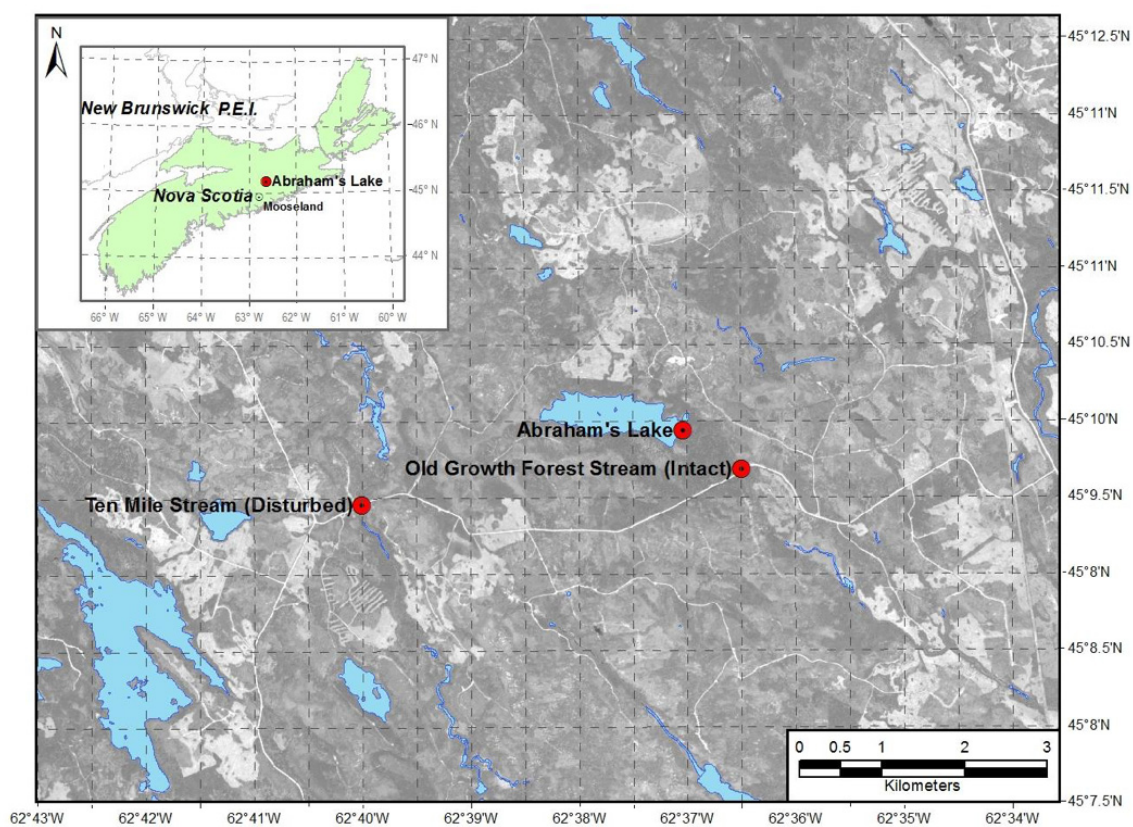 N
47° N
New Brunswick P.E.I.
46° N
Abraham's Lake
Nova Scotia
45° N
Mooseland
44° N
66° W 65° W 64° W 63° W 62° W 61° W 60° W
45°12.5'N
45°11'N
45°11.5'N
45°11'N
45°10.5'N
45°10'N
45°9.5'N
45°8'N
45°8.5'N
45°8'N
45°7.5'N
Abraham's Lake
Old Growth Forest Stream (Intact)
Ten Mile Stream (Disturbed)
0 0.5 1 2 3
Kilometers
62°43'W 62°42'W 62°41'W 62°40'W 62°39'W 62°38'W 62°37'W 62°36'W 62°35'W 62°34'W